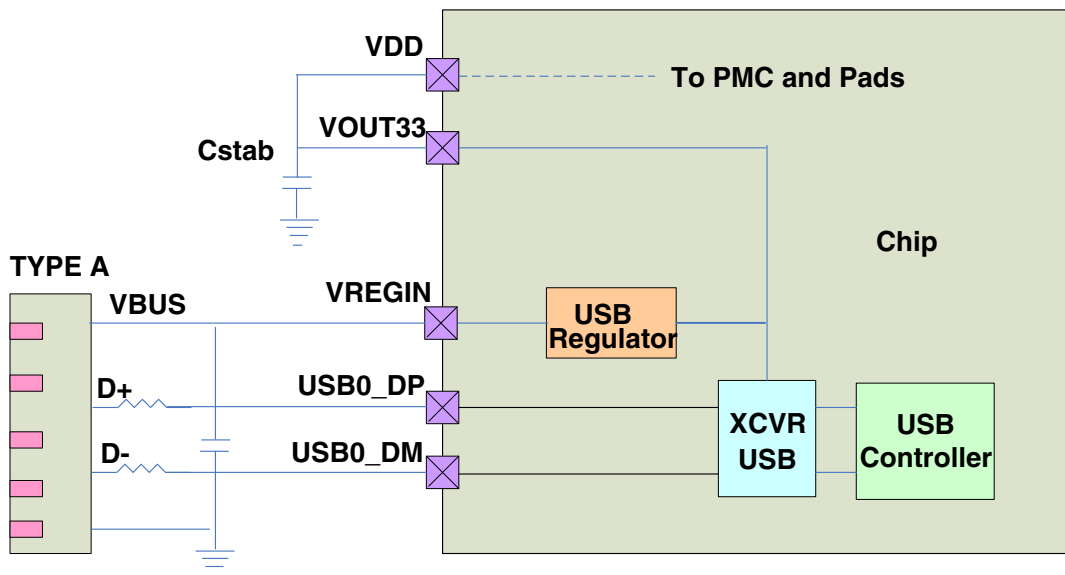 VDD
To PMC and Pads
VOUT33
Cstab
Chip
TYPE A
VBUS
VREGIN
USB
Regulator
D+
USB0_DP
XCVR
USB
USB
Controller
D-
USB0_DM